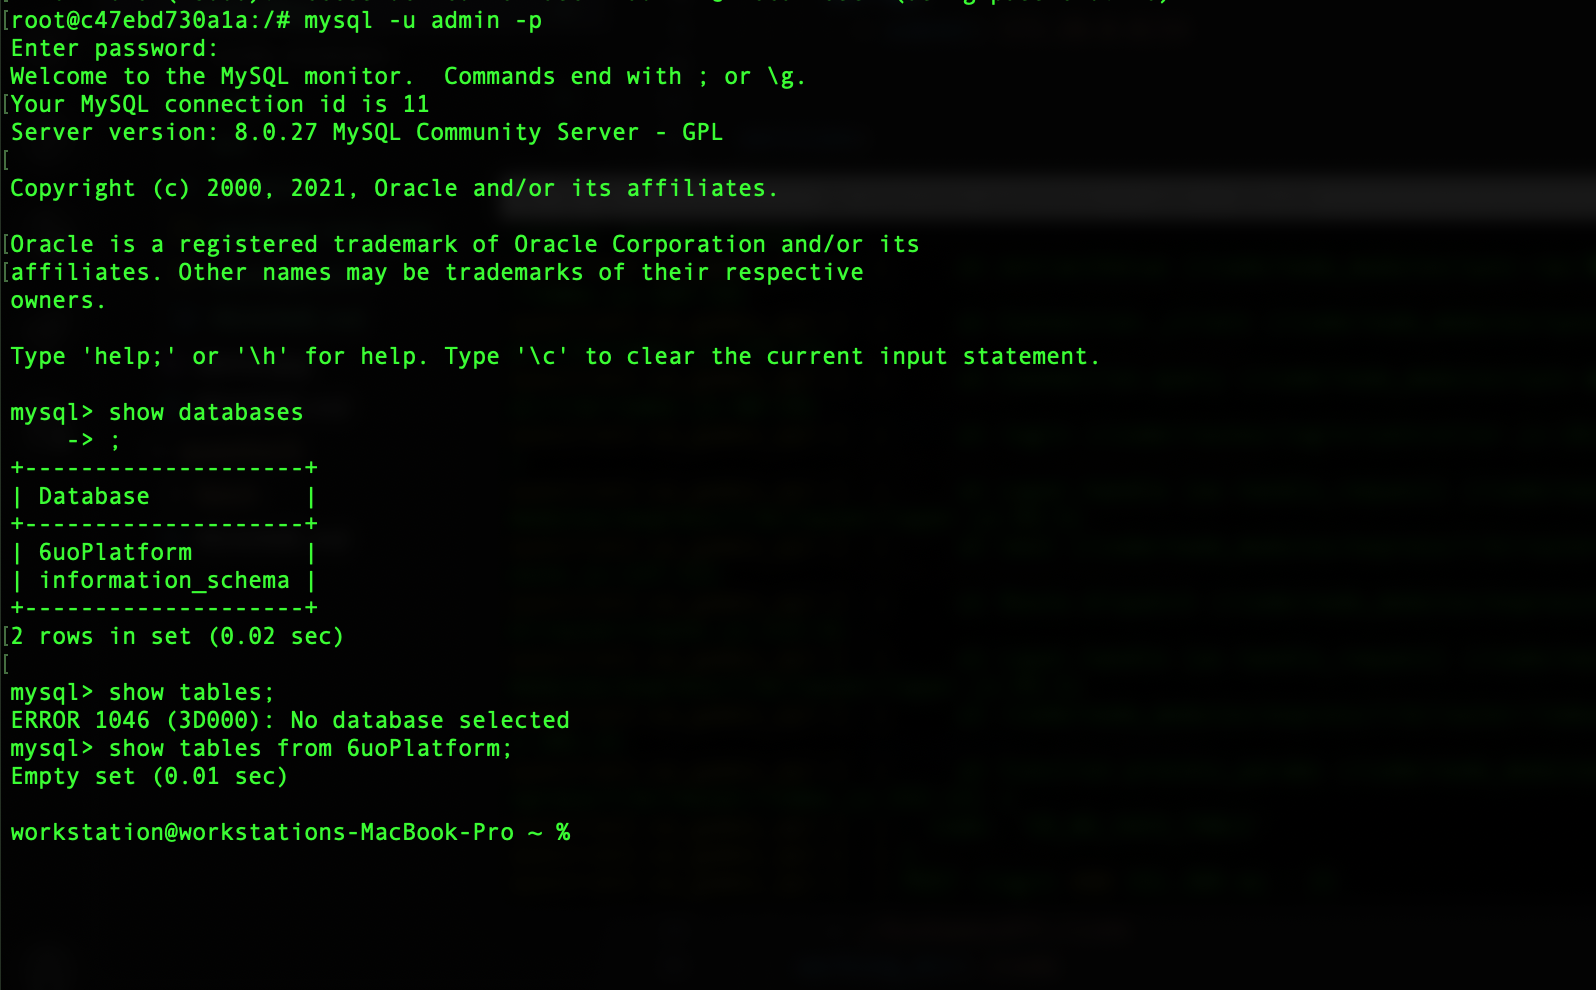 [root@c47ebd730a1a:/# mysql -u admin -p
Enter password:
Welcome to the MySQL monitor.  Commands end with ; or \g.
[Your MySQL connection id is 11
Server version: 8.0.27 MySQL Community Server - GPL
[
Copyright (c) 2000, 2021, Oracle and/or its affiliates.
[Oracle is a registered trademark of Oracle Corporation and/or its
[affiliates. Other names may be trademarks of their respective
owners.
Type 'help;' or '\h' for help. Type '\c' to clear the current input statement.
mysql> show databases
    -> ;
+--------------------+
| Database           |
+--------------------+
| 6uoPlatform        |
| information_schema |
+--------------------+
[2 rows in set (0.02 sec)
[
mysql> show tables;
ERROR 1046 (3D000): No database selected
mysql> show tables from 6uoPlatform;
Empty set (0.01 sec)
workstation@workstations-MacBook-Pro ~ %